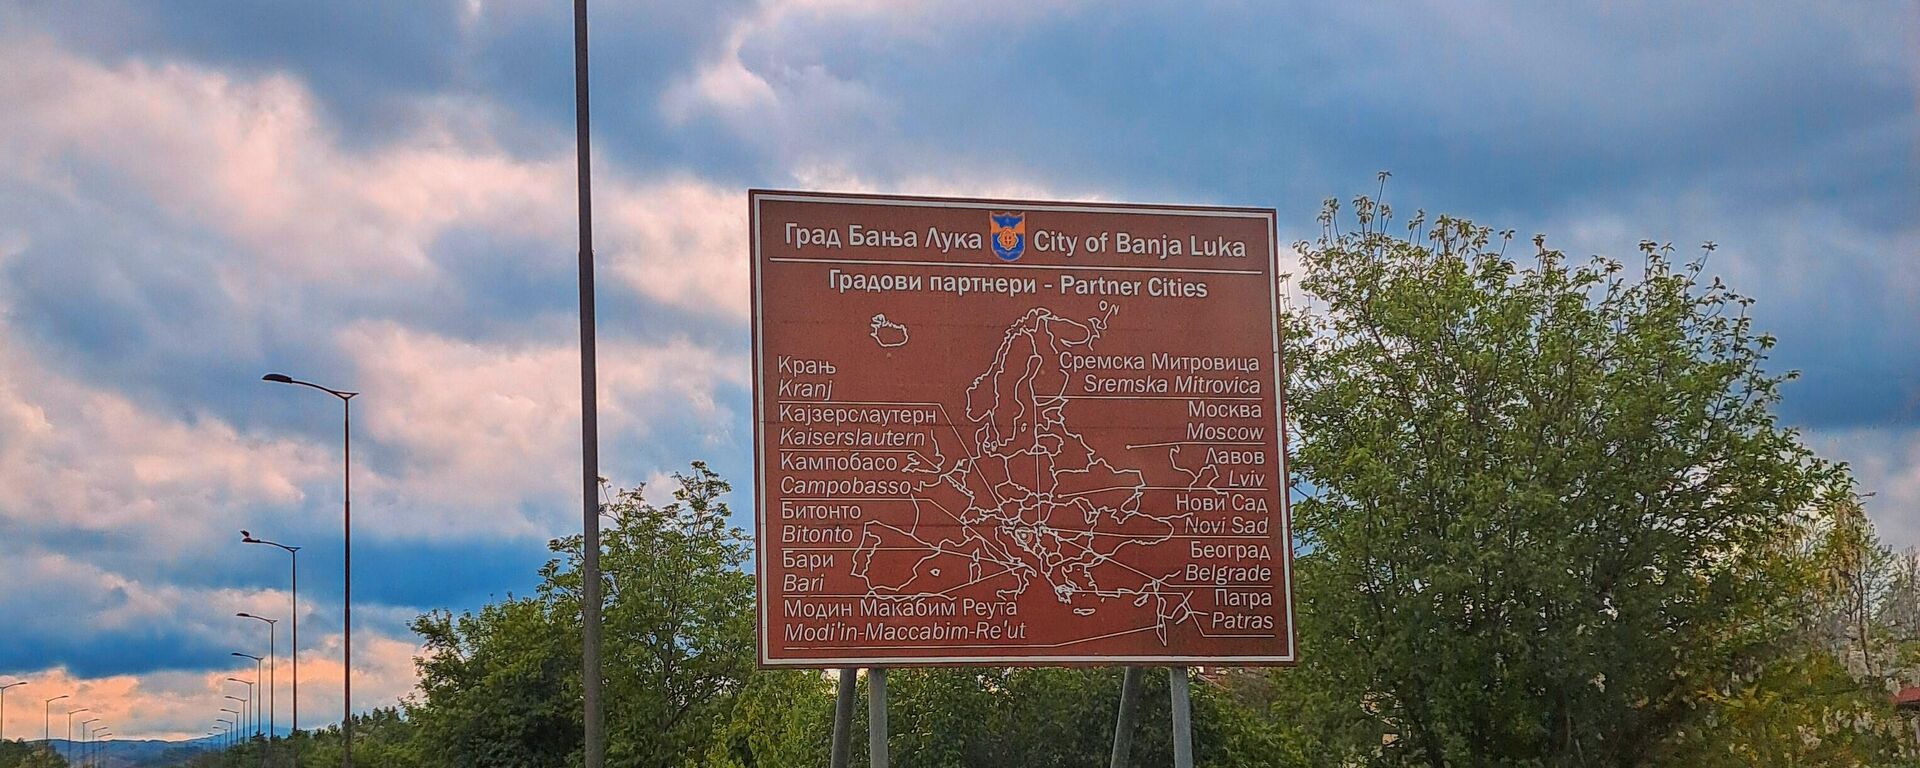 Град Бања Лука City of Banja Luka
Градови партнери - Partner Cities
Крањ
Kranj
Кајзерслаутерн
Kaiserslautern
Кампобасо
Campobasso
Битонто
Bitonto
Бари
Bari
Модин Макабим Реута
Modi'in-Maccabim-Re'ut
Сремска Митровица
Sremska Mitrovica
Москва
Moscow
Лавов
Lviv
Нови Сад
Novi Sad
Београд
Belgrade
Патра
Patras